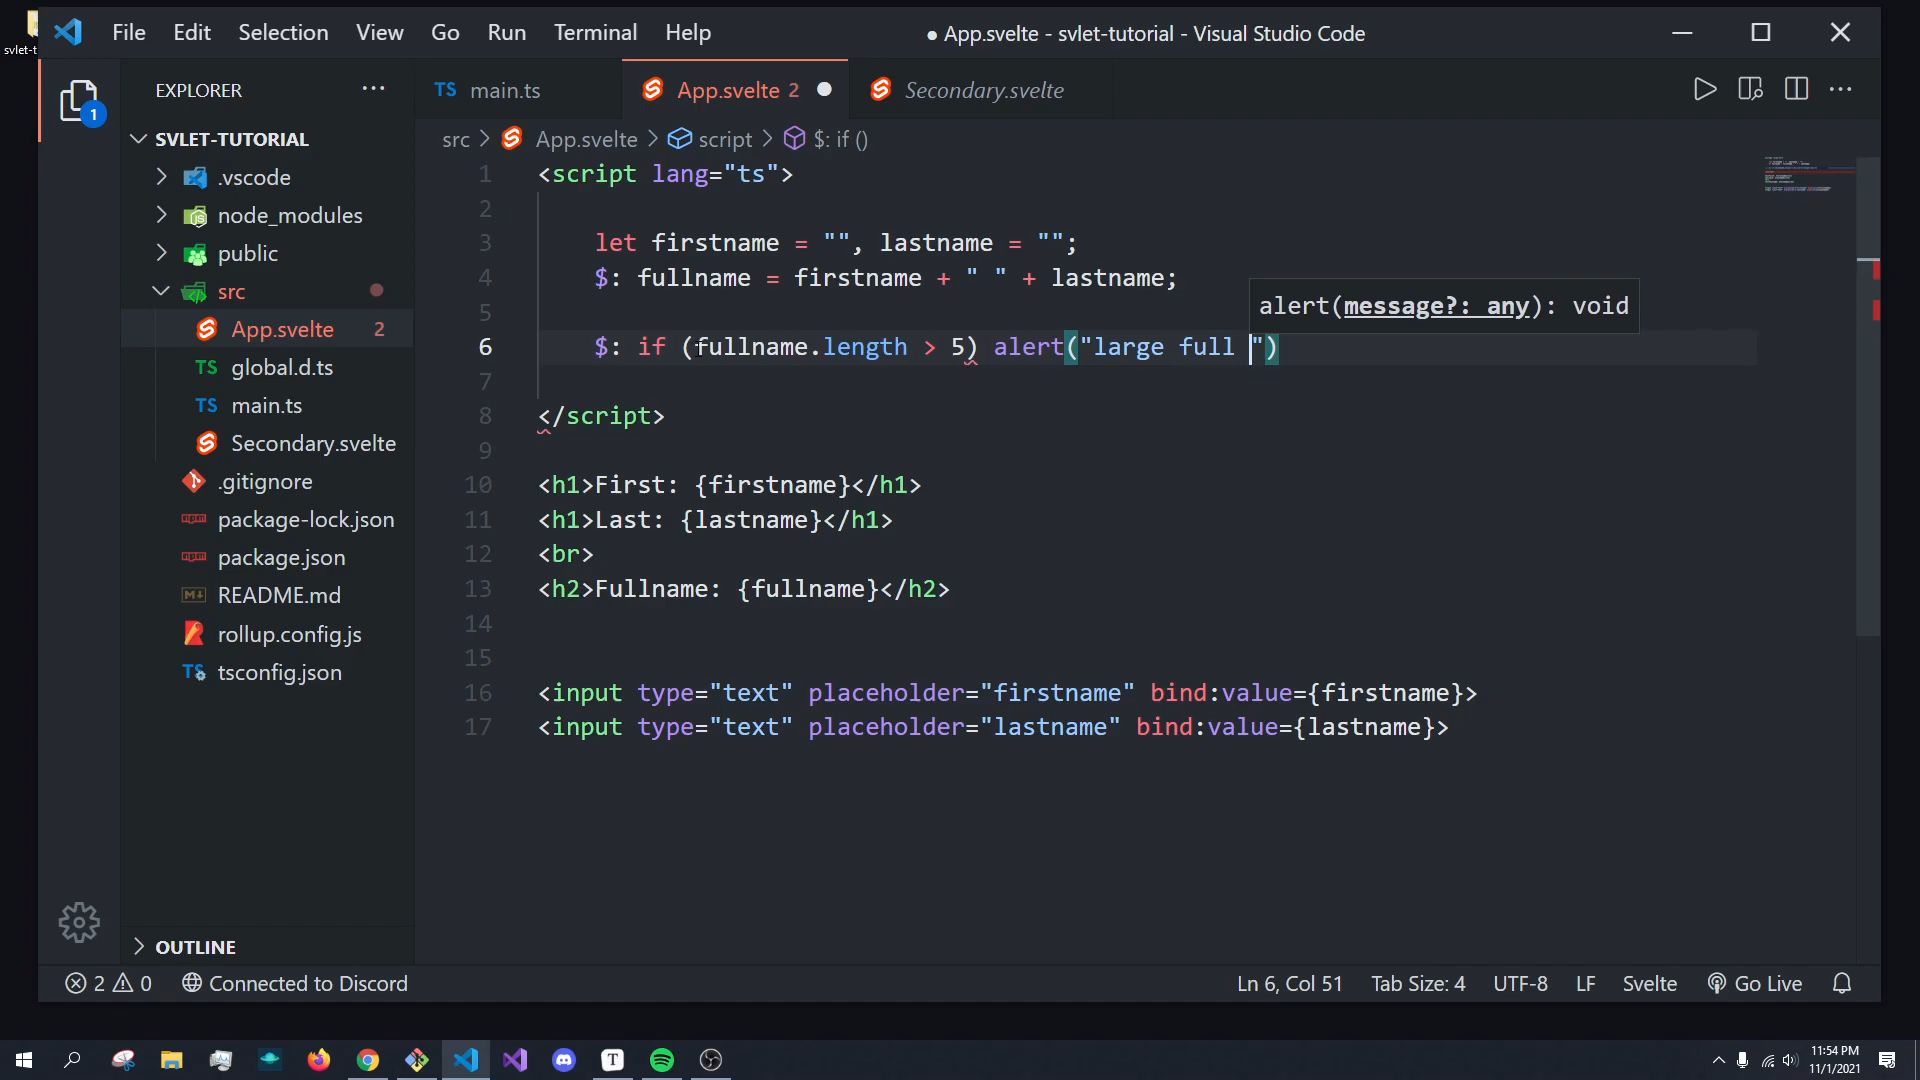 svlet-t
File Edit Selection View Go Run Terminal Help
● App.svelte - svlet-tutorial - Visual Studio Code
1
EXPLORER ···
TS main.ts
App.svelte 2 ●
Secondary.svelte
src > App.svelte > script > $: if ()
SVLET-TUTORIAL
.vscode
node_modules
public
src
App.svelte 2
TS global.d.ts
TS main.ts
Secondary.svelte
.gitignore
package-lock.json
package.json
README.md
rollup.config.js
TS tsconfig.json
OUTLINE
1 <script lang="ts">
2
3 let firstname = "", lastname = "";
4 $: fullname = firstname + " " + lastname;
5
alert(message?: any): void
6 $: if (fullname.length > 5) alert("large full ")
7
8 </script>
9
10 <h1>First: {firstname}</h1>
11 <h1>Last: {lastname}</h1>
12 <br>
13 <h2>Fullname: {fullname}</h2>
14
15
16 <input type="text" placeholder="firstname" bind:value={firstname}>
17 <input type="text" placeholder="lastname" bind:value={lastname}>
2 0 Connected to Discord
Ln 6, Col 51 Tab Size: 4 UTF-8 LF Svelte Go Live
11:54 PM
11/1/2021